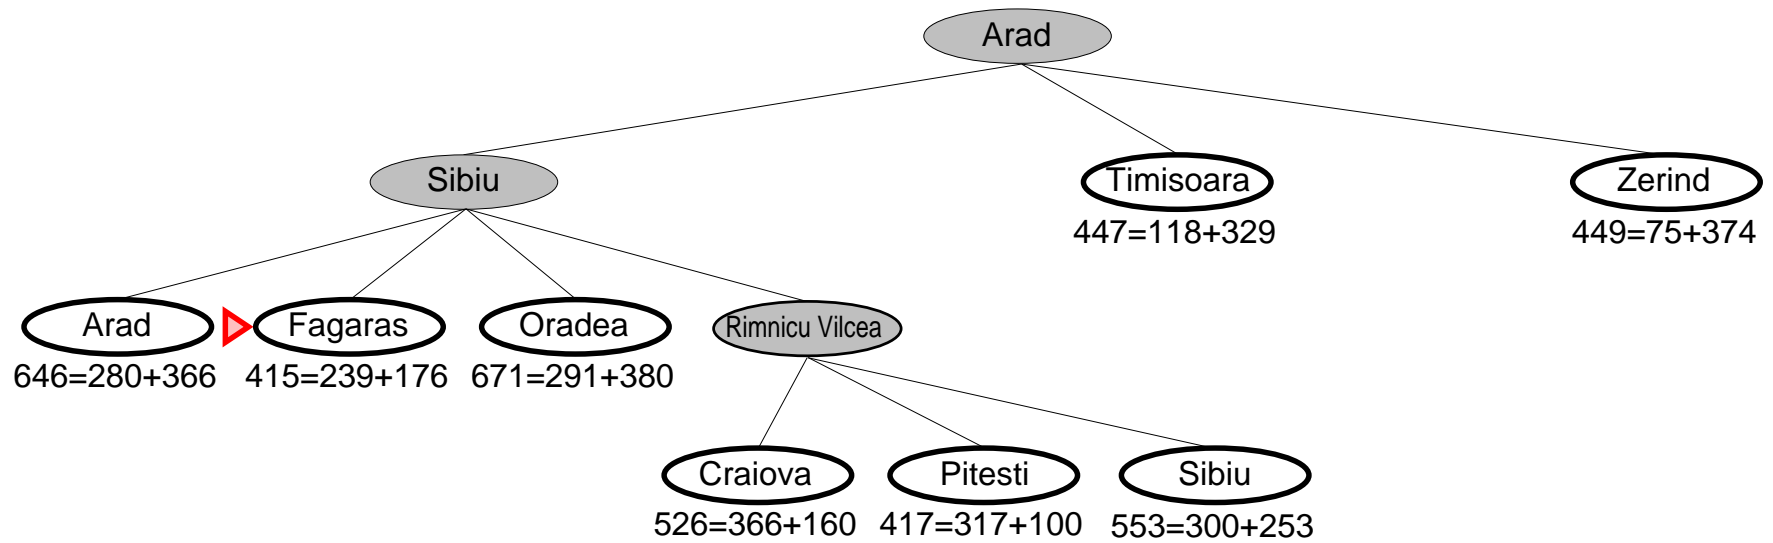 Arad
Sibiu
Timisoara
Zerind
447=118+329
449=75+374
Arad
Fagaras
Oradea
Rimnicu Vilcea
646=280+366
415=239+176
671=291+380
Craiova
Pitesti
Sibiu
526=366+160
417=317+100
553=300+253